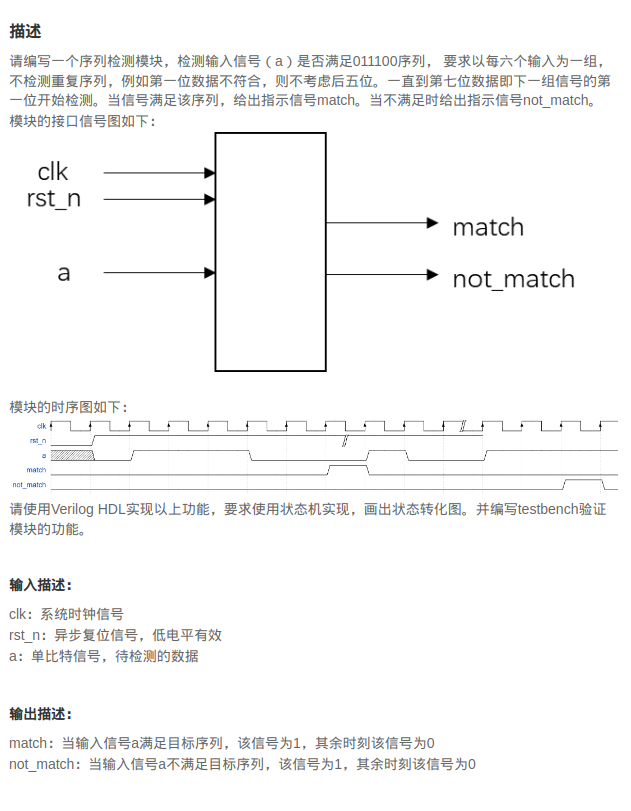 描述
请编写一个序列检测模块，检测输入信号（a）是否满足011100序列， 要求以每六个输入为一组，
不检测重复序列，例如第一位数据不符合，则不考虑后五位。一直到第七位数据即下一组信号的第
一位开始检测。当信号满足该序列，给出指示信号match。当不满足时给出指示信号not_match。
模块的接口信号图如下：
clk
rst_n
a
match
not_match
模块的时序图如下：
clk
rst_n
a
match
not_match
请使用Verilog HDL实现以上功能，要求使用状态机实现，画出状态转化图。并编写testbench验证
模块的功能。
输入描述：
clk：系统时钟信号
rst_n：异步复位信号，低电平有效
a：单比特信号，待检测的数据
输出描述：
match：当输入信号a满足目标序列，该信号为1，其余时刻该信号为0
not_match：当输入信号a不满足目标序列，该信号为1，其余时刻该信号为0